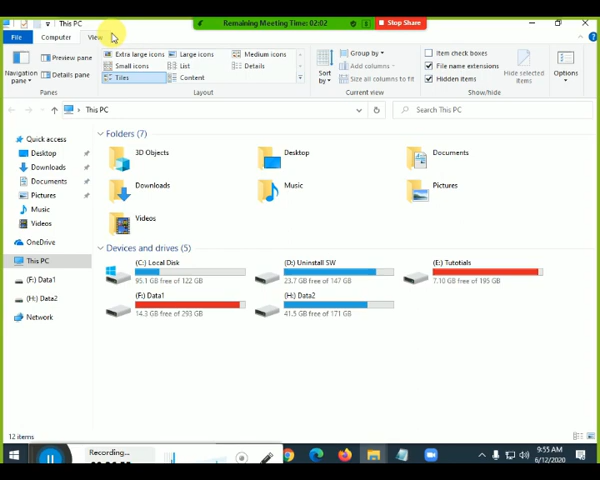 This PC
Remaining Meeting Time: 02:02
Stop Share
File
Computer
View
Navigation pane
Preview pane
Details pane
Panes
Extra large icons
Large icons
Medium icons
Small icons
List
Details
Tiles
Content
Layout
Sort by
Group by
Add columns
Size all columns to fit
Current view
Item check boxes
File name extensions
Hidden items
Hide selected items
Show/hide
Options
This PC
Search This PC
Quick access
Desktop
Downloads
Documents
Pictures
Music
Videos
OneDrive
This PC
(F:) Data1
(H:) Data2
Network
Folders (7)
3D Objects
Desktop
Documents
Downloads
Music
Pictures
Videos
Devices and drives (5)
(C:) Local Disk
95.1 GB free of 122 GB
(D:) Uninstall SW
23.7 GB free of 147 GB
(E:) Tutorials
7.10 GB free of 195 GB
(F:) Data1
14.3 GB free of 293 GB
(H:) Data2
41.5 GB free of 171 GB
12 items
Recording...
9:55 AM
6/12/2020